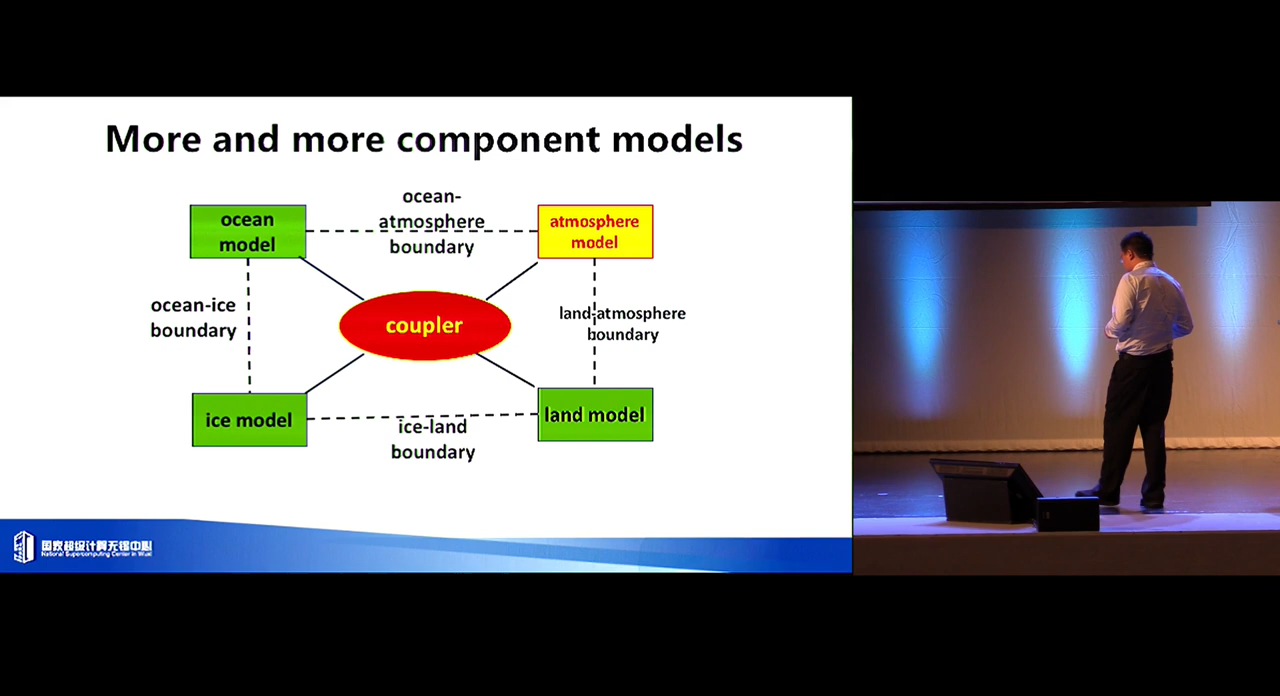 More and more component models
ocean
model
ocean-
atmosphere
boundary
atmosphere
model
ocean-ice
boundary
coupler
land-atmosphere
boundary
ice model
ice-land
boundary
land model
国家超级计算无锡中心
National Supercomputing Center in Wuxi